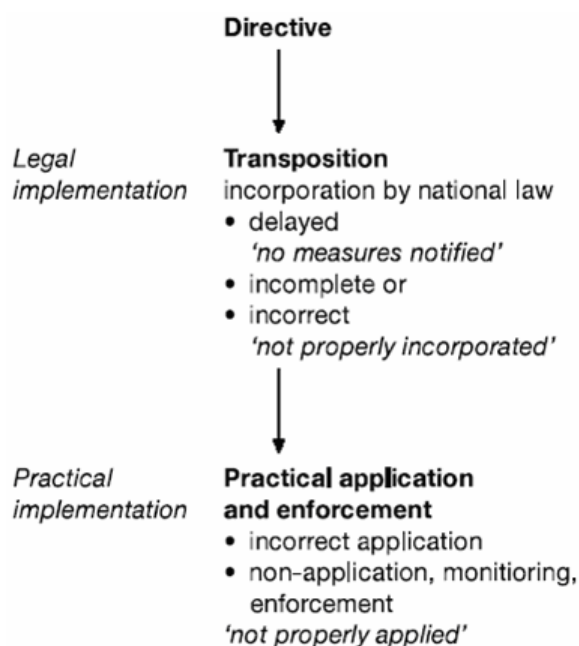 Directive
Legal
implementation
Transposition
incorporation by national law
• delayed
‘no measures notified’
• incomplete or
• incorrect
‘not properly incorporated’
Practical
implementation
Practical application
and enforcement
• incorrect application
• non-application, monitioring,
enforcement
‘not properly applied’